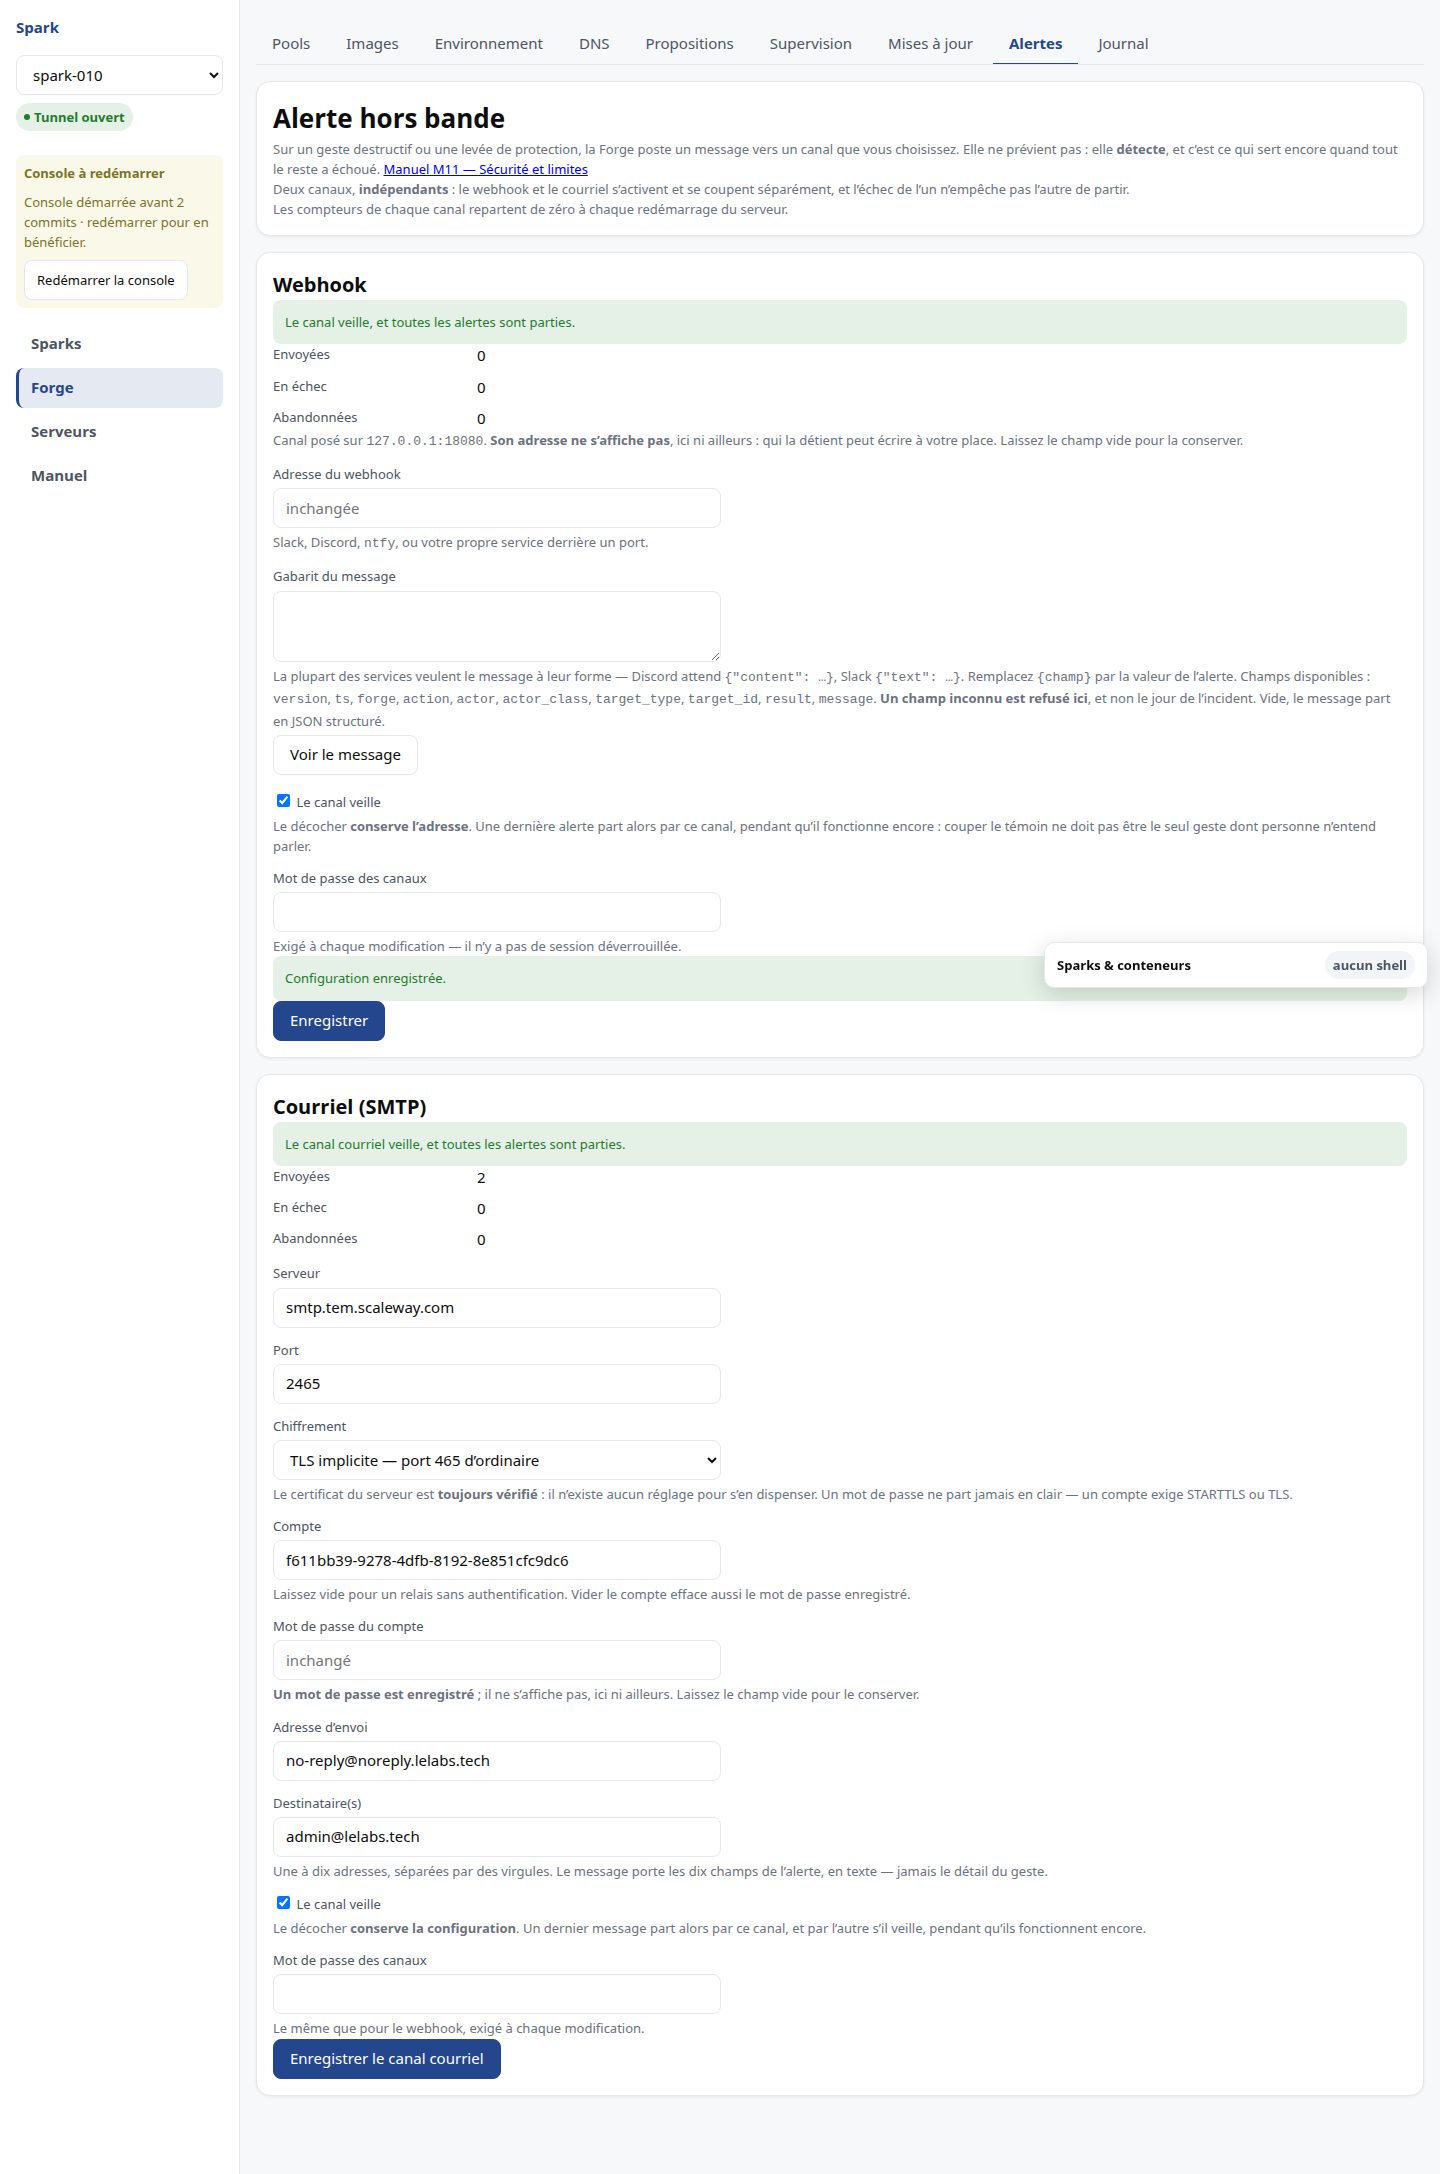 Spark
spark-010
Tunnel ouvert
Console à redémarrer
Console démarrée avant 2
commits · redémarrer pour en
bénéficier.
Redémarrer la console
Sparks
Forge
Serveurs
Manuel
Pools Images Environnement DNS Propositions Supervision Mises à jour Alertes Journal
Alerte hors bande
Sur un geste destructif ou une levée de protection, la Forge poste un message vers un canal que vous choisissez. Elle ne prévient pas : elle détecte, et c’est ce qui sert encore quand tout
le reste a échoué. Manuel M11 — Sécurité et limites
Deux canaux, indépendants : le webhook et le courriel s’activent et se coupent séparément, et l’échec de l’un n’empêche pas l’autre de partir.
Les compteurs de chaque canal repartent de zéro à chaque redémarrage du serveur.
Webhook
Le canal veille, et toutes les alertes sont parties.
Envoyées 0
En échec 0
Abandonnées 0
Canal posé sur 127.0.0.1:18080. Son adresse ne s’affiche pas, ici ni ailleurs : qui la détient peut écrire à votre place. Laissez le champ vide pour la conserver.
Adresse du webhook
inchangée
Slack, Discord, ntfy, ou votre propre service derrière un port.
Gabarit du message
La plupart des services veulent le message à leur forme — Discord attend {"content": …}, Slack {"text": …}. Remplacez {champ} par la valeur de l’alerte. Champs disponibles :
version, ts, forge, action, actor, actor_class, target_type, target_id, result, message. Un champ inconnu est refusé ici, et non le jour de l’incident. Vide, le message part
en JSON structuré.
Voir le message
Le canal veille
Le décocher conserve l’adresse. Une dernière alerte part alors par ce canal, pendant qu’il fonctionne encore : couper le témoin ne doit pas être le seul geste dont personne n’entend
parler.
Mot de passe des canaux
Exigé à chaque modification — il n’y a pas de session déverrouillée.
Sparks & conteneurs aucun shell
Configuration enregistrée.
Enregistrer
Courriel (SMTP)
Le canal courriel veille, et toutes les alertes sont parties.
Envoyées 2
En échec 0
Abandonnées 0
Serveur
smtp.tem.scaleway.com
Port
2465
Chiffrement
TLS implicite — port 465 d’ordinaire
Le certificat du serveur est toujours vérifié : il n’existe aucun réglage pour s’en dispenser. Un mot de passe ne part jamais en clair — un compte exige STARTTLS ou TLS.
Compte
f611bb39-9278-4dfb-8192-8e851cfc9dc6
Laissez vide pour un relais sans authentification. Vider le compte efface aussi le mot de passe enregistré.
Mot de passe du compte
inchangé
Un mot de passe est enregistré ; il ne s’affiche pas, ici ni ailleurs. Laissez le champ vide pour le conserver.
Adresse d’envoi
no-reply@noreply.lelabs.tech
Destinataire(s)
admin@lelabs.tech
Une à dix adresses, séparées par des virgules. Le message porte les dix champs de l’alerte, en texte — jamais le détail du geste.
Le canal veille
Le décocher conserve la configuration. Un dernier message part alors par ce canal, et par l’autre s’il veille, pendant qu’ils fonctionnent encore.
Mot de passe des canaux
Le même que pour le webhook, exigé à chaque modification.
Enregistrer le canal courriel